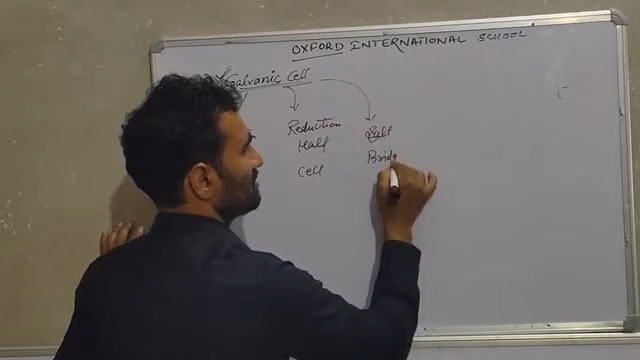 OXFORD INTERNATIONAL SCHOOL
Galvanic Cell
Reduction
Half
Cell
Salt
Bridg